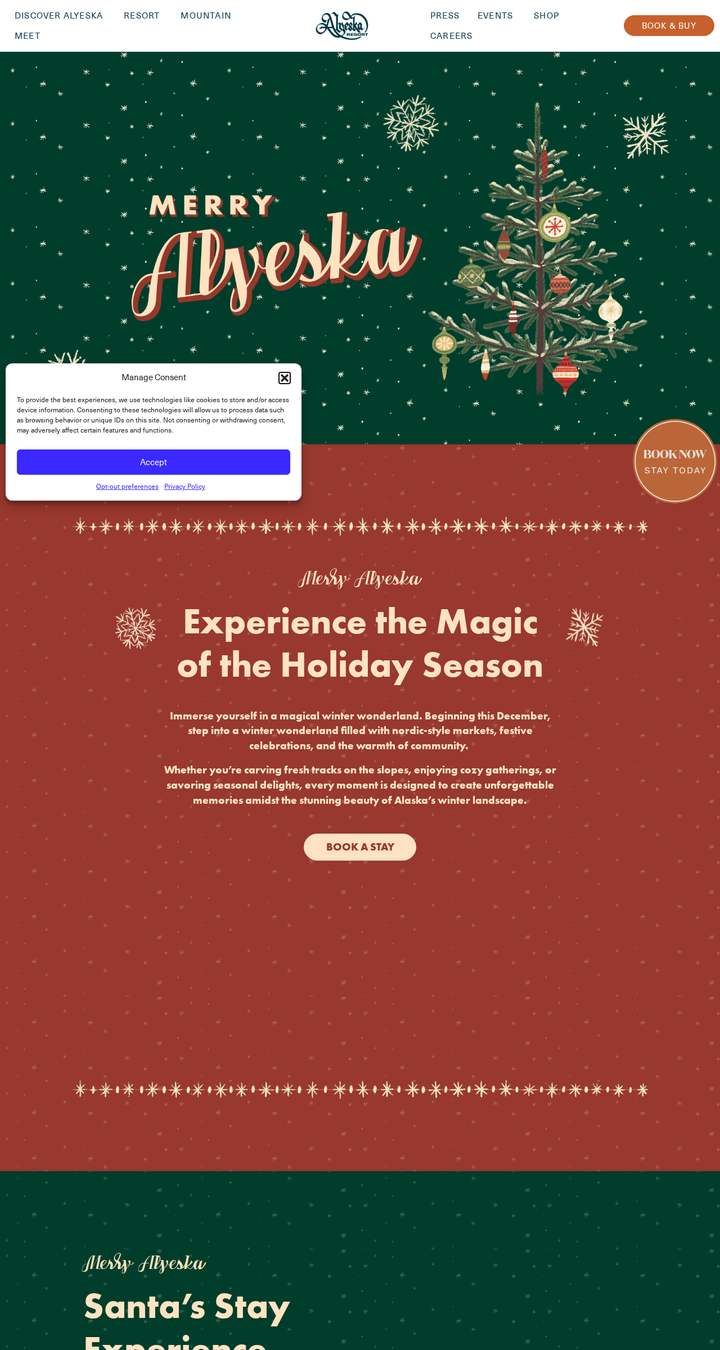 DISCOVER ALYESKA RESORT MOUNTAIN
MEET
Alyeska
RESORT
PRESS EVENTS SHOP
CAREERS
BOOK & BUY
MERRY
Alyeska
Manage Consent
To provide the best experiences, we use technologies like cookies to store and/or access
device information. Consenting to these technologies will allow us to process data such
as browsing behavior or unique IDs on this site. Not consenting or withdrawing consent,
may adversely affect certain features and functions.
Accept
Opt-out preferences Privacy Policy
BOOK NOW
STAY TODAY
Merry Alyeska
Experience the Magic
of the Holiday Season
Immerse yourself in a magical winter wonderland. Beginning this December,
step into a winter wonderland filled with nordic-style markets, festive
celebrations, and the warmth of community.
Whether you’re carving fresh tracks on the slopes, enjoying cozy gatherings, or
savoring seasonal delights, every moment is designed to create unforgettable
memories amidst the stunning beauty of Alaska’s winter landscape.
BOOK A STAY
Merry Alyeska
Santa’s Stay
Experience